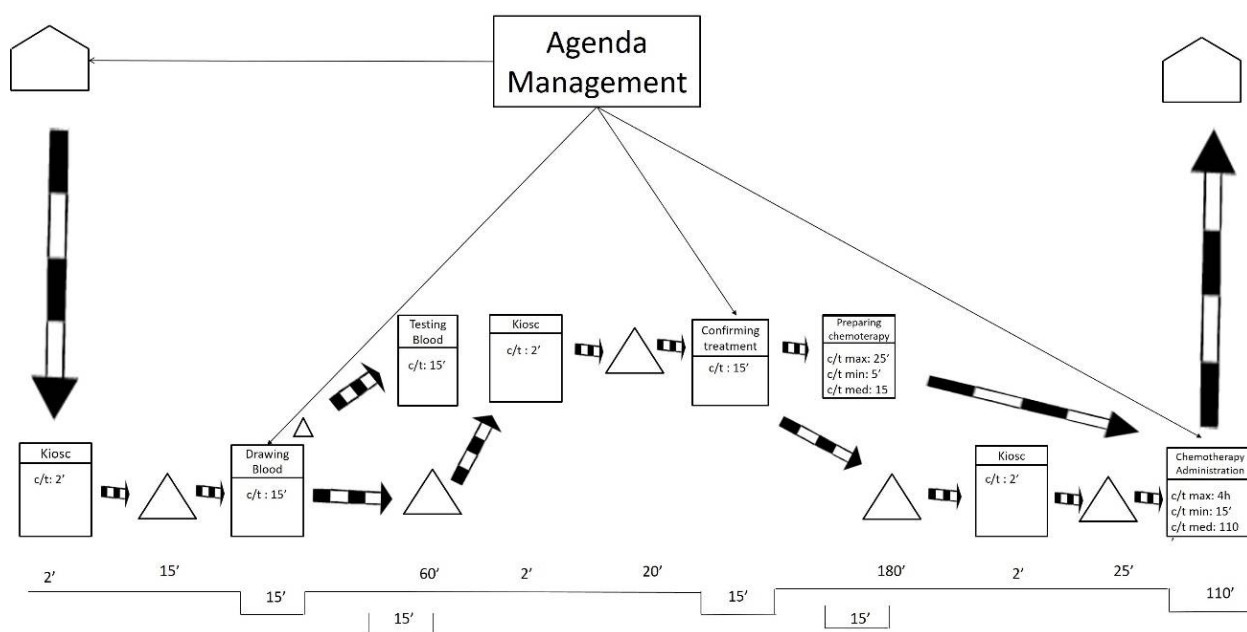 Agenda
Management
Testing
Blood
c/t: 15'
Kiosc
c/t : 2'
Confirming
treatment
c/t : 15'
Preparing
chemoterapy
c/t max: 25'
c/t min: 5'
c/t med: 15
Kiosc
c/t: 2'
Drawing
Blood
c/t : 15'
Kiosc
c/t : 2'
Chemotherapy
Administration
c/t max: 4h
c/t min: 15'
c/t med: 110
'
2' 15' 60' 2' 20' 180' 2' 25'
15' 15' 110'
15' 15'